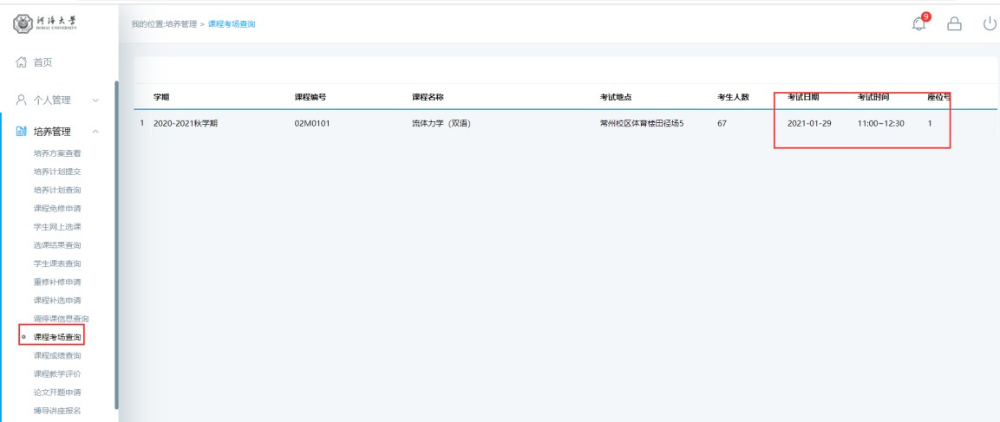 河海大学
HOHAI UNIVERSITY
我的位置:培养管理 > 课程考场查询
9
首页
个人管理
培养管理
培养方案查看
培养计划提交
培养计划查询
课程免修申请
学生网上选课
选课结果查询
学生课表查询
重修补修申请
课程补选申请
调停课信息查询
课程考场查询
课程成绩查询
课程教学评价
论文开题申请
博导讲座报名
学期 课程编号 课程名称 考试地点 考生人数 考试日期 考试时间 座位号
1 2020-2021秋学期 02M0101 流体力学（双语） 常州校区体育楼田径场5 67 2021-01-29 11:00~12:30 1